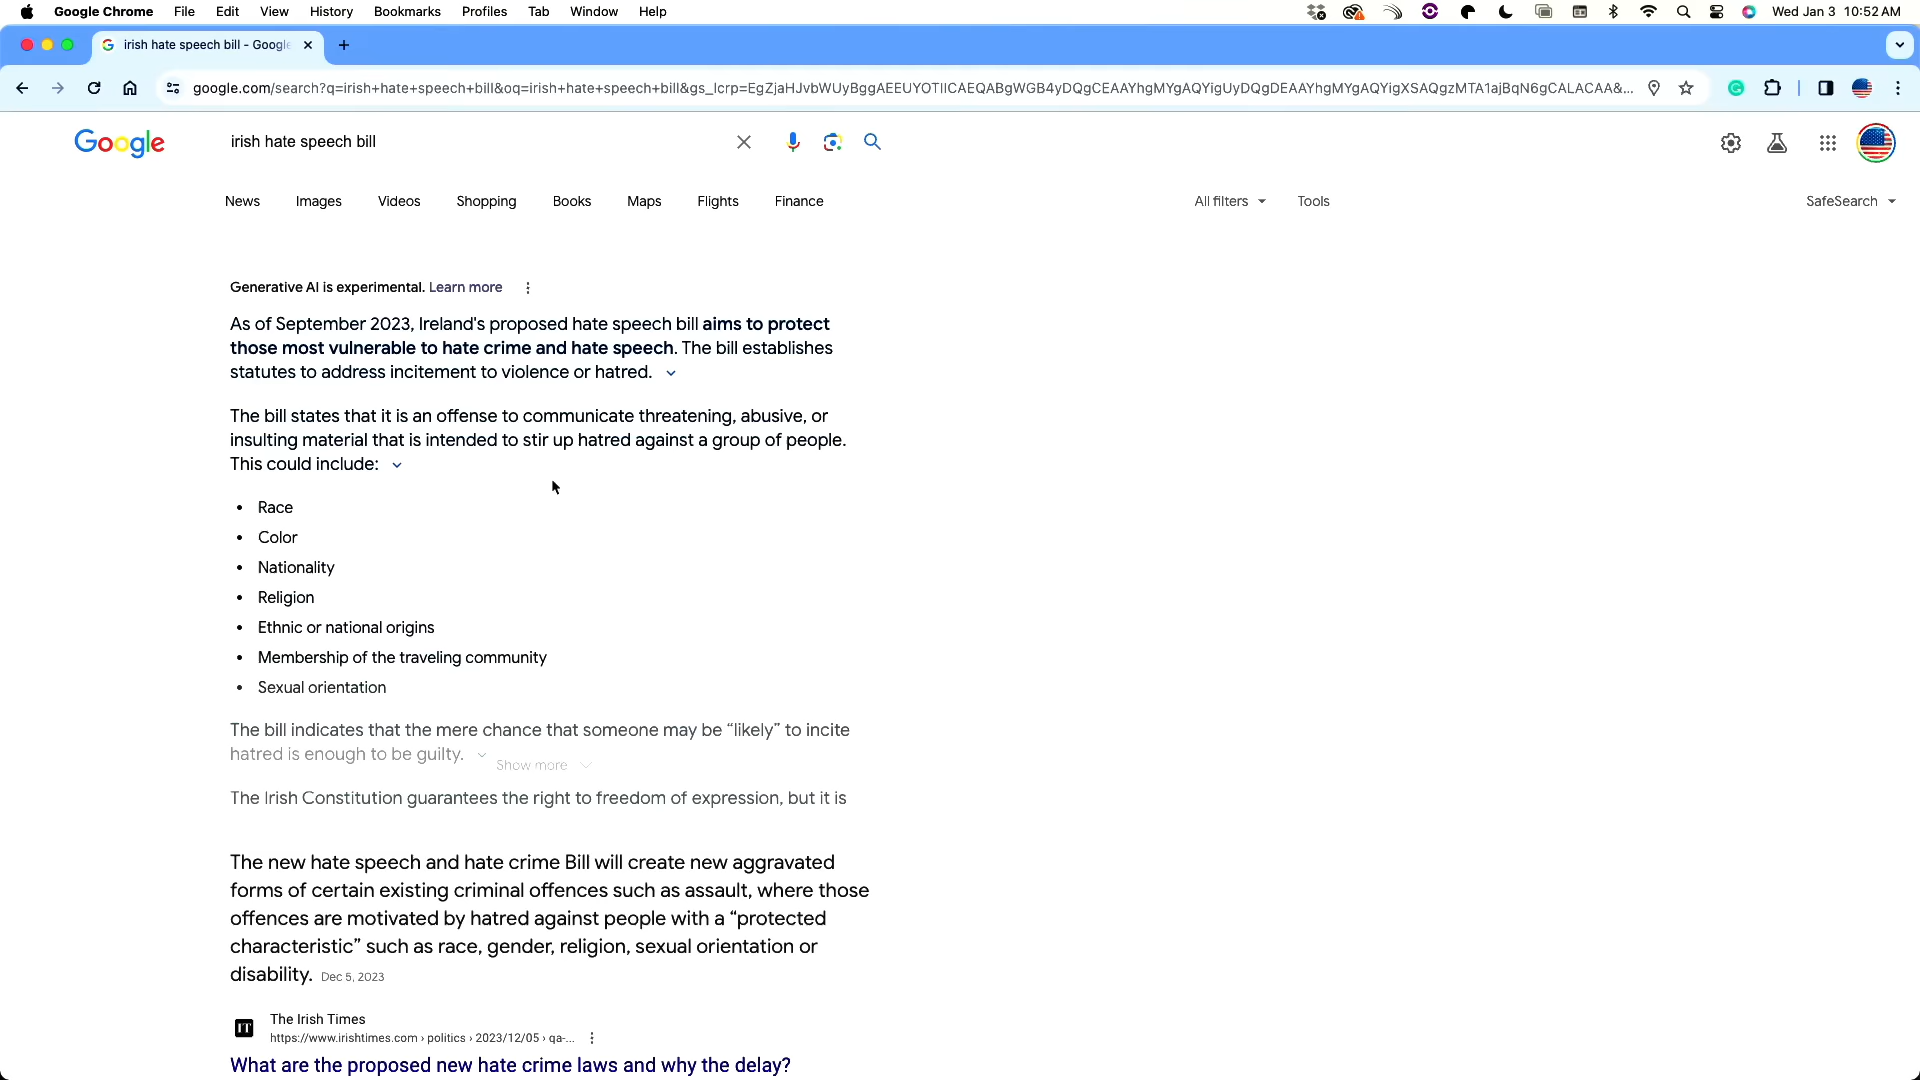 Google Chrome File Edit View History Bookmarks Profiles Tab Window Help Wed Jan 3 10:52 AM
irish hate speech bill - Google
google.com/search?q=irish+hate+speech+bill&oq=irish+hate+speech+bill&gs_lcrp=EgZjaHJvbWUyBggAEEUYOTIICAEQABgWGB4yDQgCEAAYhgMYgAQYigUyDQgDEAAYhgMYgAQYigXSAQgzMTA1ajBqN6gCALACAA&...
Google irish hate speech bill
News Images Videos Shopping Books Maps Flights Finance All filters Tools SafeSearch
Generative AI is experimental. Learn more
As of September 2023, Ireland's proposed hate speech bill aims to protect
those most vulnerable to hate crime and hate speech. The bill establishes
statutes to address incitement to violence or hatred.
The bill states that it is an offense to communicate threatening, abusive, or
insulting material that is intended to stir up hatred against a group of people.
This could include:
• Race
• Color
• Nationality
• Religion
• Ethnic or national origins
• Membership of the traveling community
• Sexual orientation
The bill indicates that the mere chance that someone may be “likely” to incite
hatred is enough to be guilty.
Show more
The Irish Constitution guarantees the right to freedom of expression, but it is
The new hate speech and hate crime Bill will create new aggravated
forms of certain existing criminal offences such as assault, where those
offences are motivated by hatred against people with a “protected
characteristic” such as race, gender, religion, sexual orientation or
disability. Dec 5, 2023
IT The Irish Times
https://www.irishtimes.com › politics › 2023/12/05 › qa-...
What are the proposed new hate crime laws and why the delay?